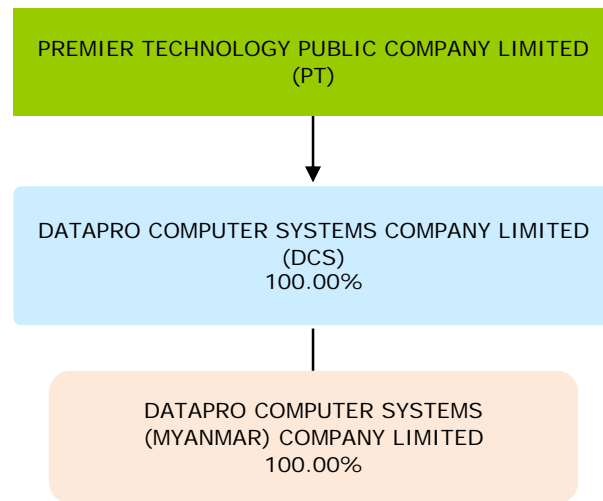 PREMIER TECHNOLOGY PUBLIC COMPANY LIMITED
(PT)
DATAPRO COMPUTER SYSTEMS COMPANY LIMITED
(DCS)
100.00%
DATAPRO COMPUTER SYSTEMS
(MYANMAR) COMPANY LIMITED
100.00%